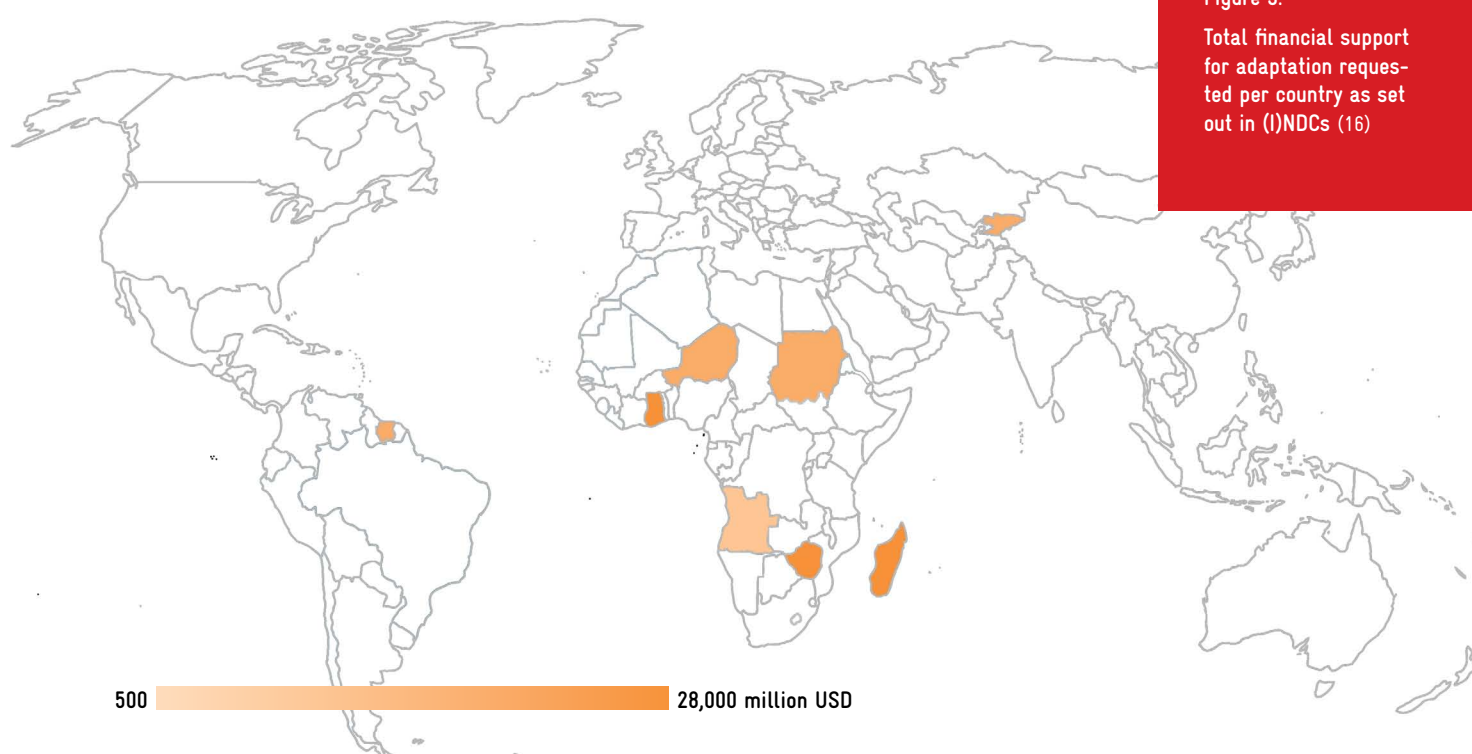 Total financial support
for adaptation reques-
ted per country as set
out in (I)NDCs (16)
500
28,000 million USD